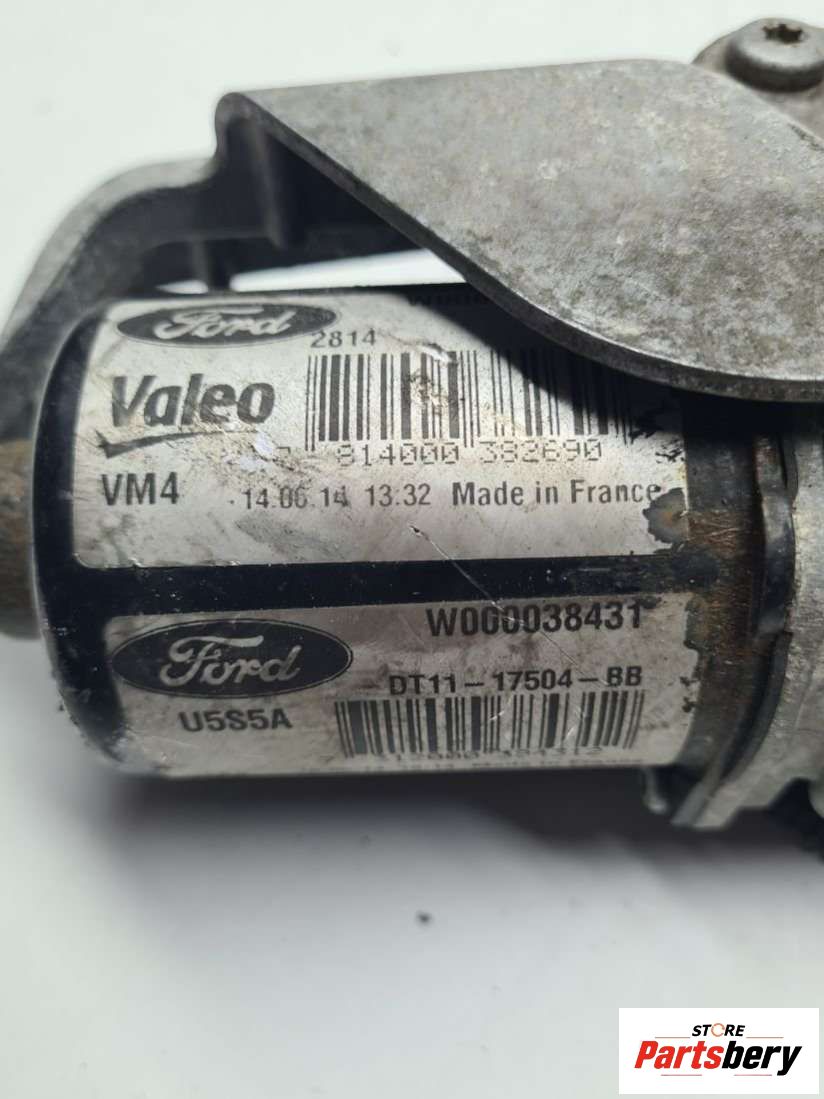 Ford
2814
Valeo
814000 382690
VM4 14.06.14 13:32 Made in France
W000038431
Ford
DT11-17504-BB
U5S5A
STORE
Partsbery